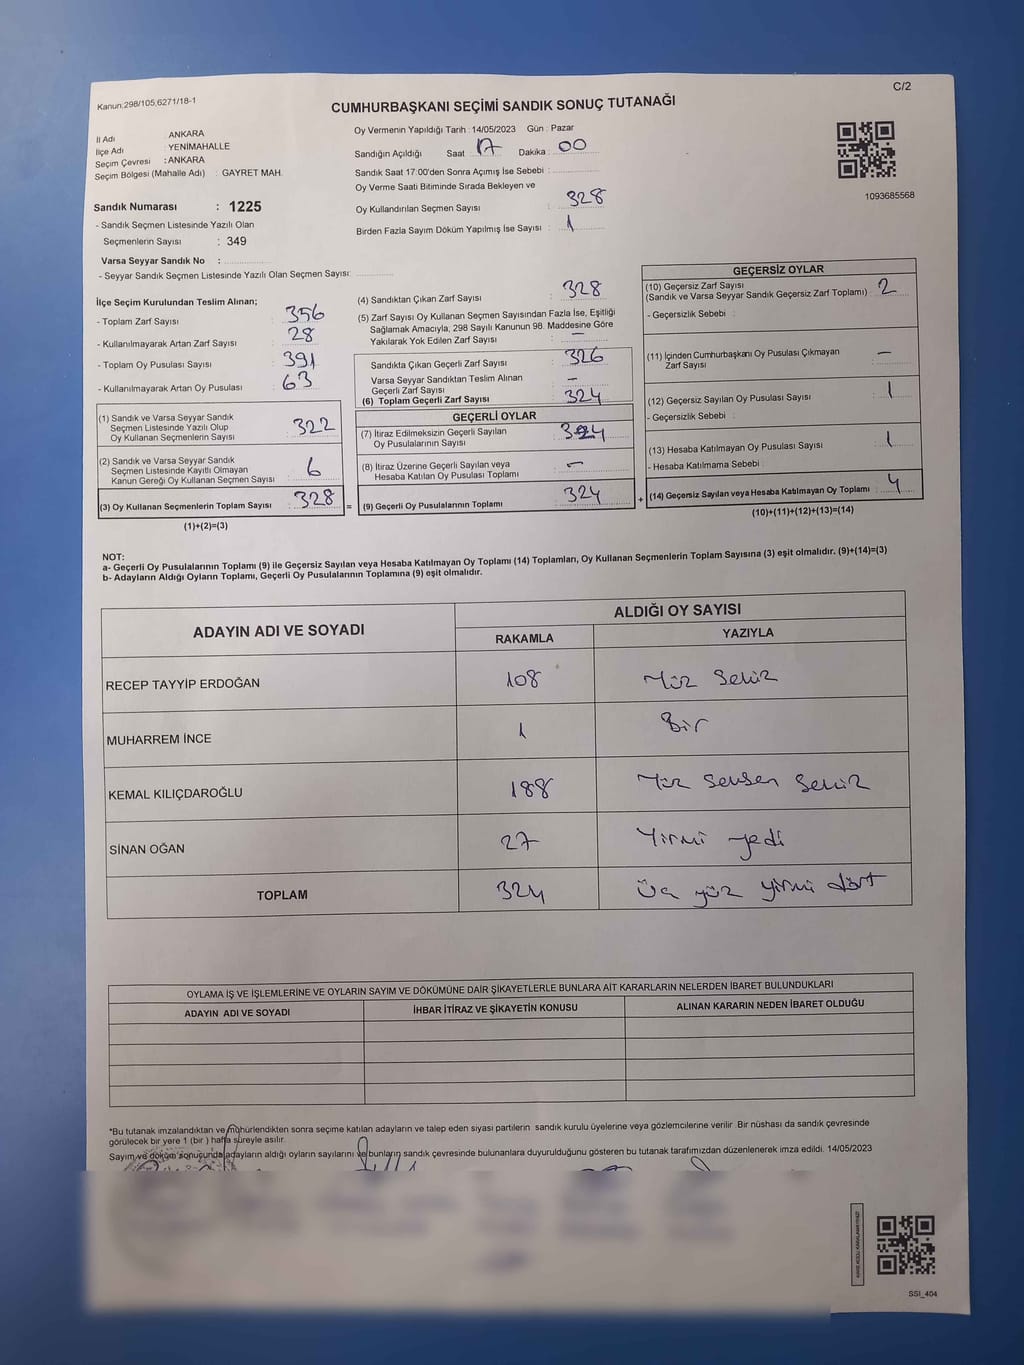 Kanun:298/105,6271/18-1
C/2
CUMHURBAŞKANI SEÇİMİ SANDIK SONUÇ TUTANAĞI
İl Adı : ANKARA
İlçe Adı : YENİMAHALLE
Seçim Çevresi : ANKARA
Seçim Bölgesi (Mahalle Adı) : GAYRET MAH.
Sandık Numarası : 1225
- Sandık Seçmen Listesinde Yazılı Olan
Seçmenlerin Sayısı : 349
Varsa Seyyar Sandık No :
- Seyyar Sandık Seçmen Listesinde Yazılı Olan Seçmen Sayısı:
Oy Vermenin Yapıldığı Tarih : 14/05/2023 Gün : Pazar
Sandığın Açıldığı Saat : 17 Dakika : 00
Sandık Saat 17:00'den Sonra Açımış İse Sebebi :
Oy Verme Saati Bitiminde Sırada Bekleyen ve
Oy Kullandırılan Seçmen Sayısı : 328
Birden Fazla Sayım Döküm Yapılmış İse Sayısı : 1
1093685568
İlçe Seçim Kurulundan Teslim Alınan;
- Toplam Zarf Sayısı : 356
- Kullanılmayarak Artan Zarf Sayısı : 28
- Toplam Oy Pusulası Sayısı : 391
- Kullanılmayarak Artan Oy Pusulası : 63
(1) Sandık ve Varsa Seyyar Sandık
Seçmen Listesinde Yazılı Olup
Oy Kullanan Seçmenlerin Sayısı : 322
(2) Sandık ve Varsa Seyyar Sandık
Seçmen Listesinde Kayıtlı Olmayan
Kanun Gereği Oy Kullanan Seçmen Sayısı : 6
(3) Oy Kullanan Seçmenlerin Toplam Sayısı : 328
(1)+(2)=(3)
=
(4) Sandıktan Çıkan Zarf Sayısı : 328
(5) Zarf Sayısı Oy Kullanan Seçmen Sayısından Fazla İse, Eşitliği
Sağlamak Amacıyla, 298 Sayılı Kanunun 98. Maddesine Göre
Yakılarak Yok Edilen Zarf Sayısı : —
Sandıkta Çıkan Geçerli Zarf Sayısı : 326
Varsa Seyyar Sandıktan Teslim Alınan
Geçerli Zarf Sayısı : —
(6) Toplam Geçerli Zarf Sayısı : 324
GEÇERLİ OYLAR
(7) İtiraz Edilmeksizin Geçerli Sayılan
Oy Pusulalarının Sayısı : 324
(8) İtiraz Üzerine Geçerli Sayılan veya
Hesaba Katılan Oy Pusulası Toplamı : —
(9) Geçerli Oy Pusulalarının Toplamı : 324
+
GEÇERSİZ OYLAR
(10) Geçersiz Zarf Sayısı
(Sandık ve Varsa Seyyar Sandık Geçersiz Zarf Toplamı) : 2
- Geçersizlik Sebebi :
(11) İçinden Cumhurbaşkanı Oy Pusulası Çıkmayan
Zarf Sayısı : —
(12) Geçersiz Sayılan Oy Pusulası Sayısı : 1
- Geçersizlik Sebebi :
(13) Hesaba Katılmayan Oy Pusulası Sayısı : 1
- Hesaba Katılmama Sebebi :
(14) Geçersiz Sayılan veya Hesaba Katılmayan Oy Toplamı : 4
(10)+(11)+(12)+(13)=(14)
NOT:
a- Geçerli Oy Pusulalarının Toplamı (9) ile Geçersiz Sayılan veya Hesaba Katılmayan Oy Toplamı (14) Toplamları, Oy Kullanan Seçmenlerin Toplam Sayısına (3) eşit olmalıdır. (9)+(14)=(3)
b- Adayların Aldığı Oyların Toplamı, Geçerli Oy Pusulalarının Toplamına (9) eşit olmalıdır.
ADAYIN ADI VE SOYADI ALDIĞI OY SAYISI
RAKAMLA YAZIYLA
RECEP TAYYİP ERDOĞAN 108 Yüz Sekiz
MUHARREM İNCE 1 Bir
KEMAL KILIÇDAROĞLU 188 Yüz Seksen Sekiz
SİNAN OĞAN 27 Yirmi yedi
TOPLAM 324 Üç yüz yirmi dört
OYLAMA İŞ VE İŞLEMLERİNE VE OYLARIN SAYIM VE DÖKÜMÜNE DAİR ŞİKAYETLERLE BUNLARA AİT KARARLARIN NELERDEN İBARET BULUNDUKLARI
ADAYIN ADI VE SOYADI İHBAR İTİRAZ VE ŞİKAYETİN KONUSU ALINAN KARARIN NEDEN İBARET OLDUĞU
*Bu tutanak imzalandıktan ve mühürlendikten sonra seçime katılan adayların ve talep eden siyasi partilerin sandık kurulu üyelerine veya gözlemcilerine verilir. Bir nüshası da sandık çevresinde
görülecek bir yere 1 (bir) hafta süreyle asılır.
Sayım ve döküm sonuçunda adayların aldığı oyların sayılarını ve bunların sandık çevresinde bulunanlara duyurulduğunu gösteren bu tutanak tarafımızdan düzenlenerek imza edildi. 14/05/2023
SSI_404